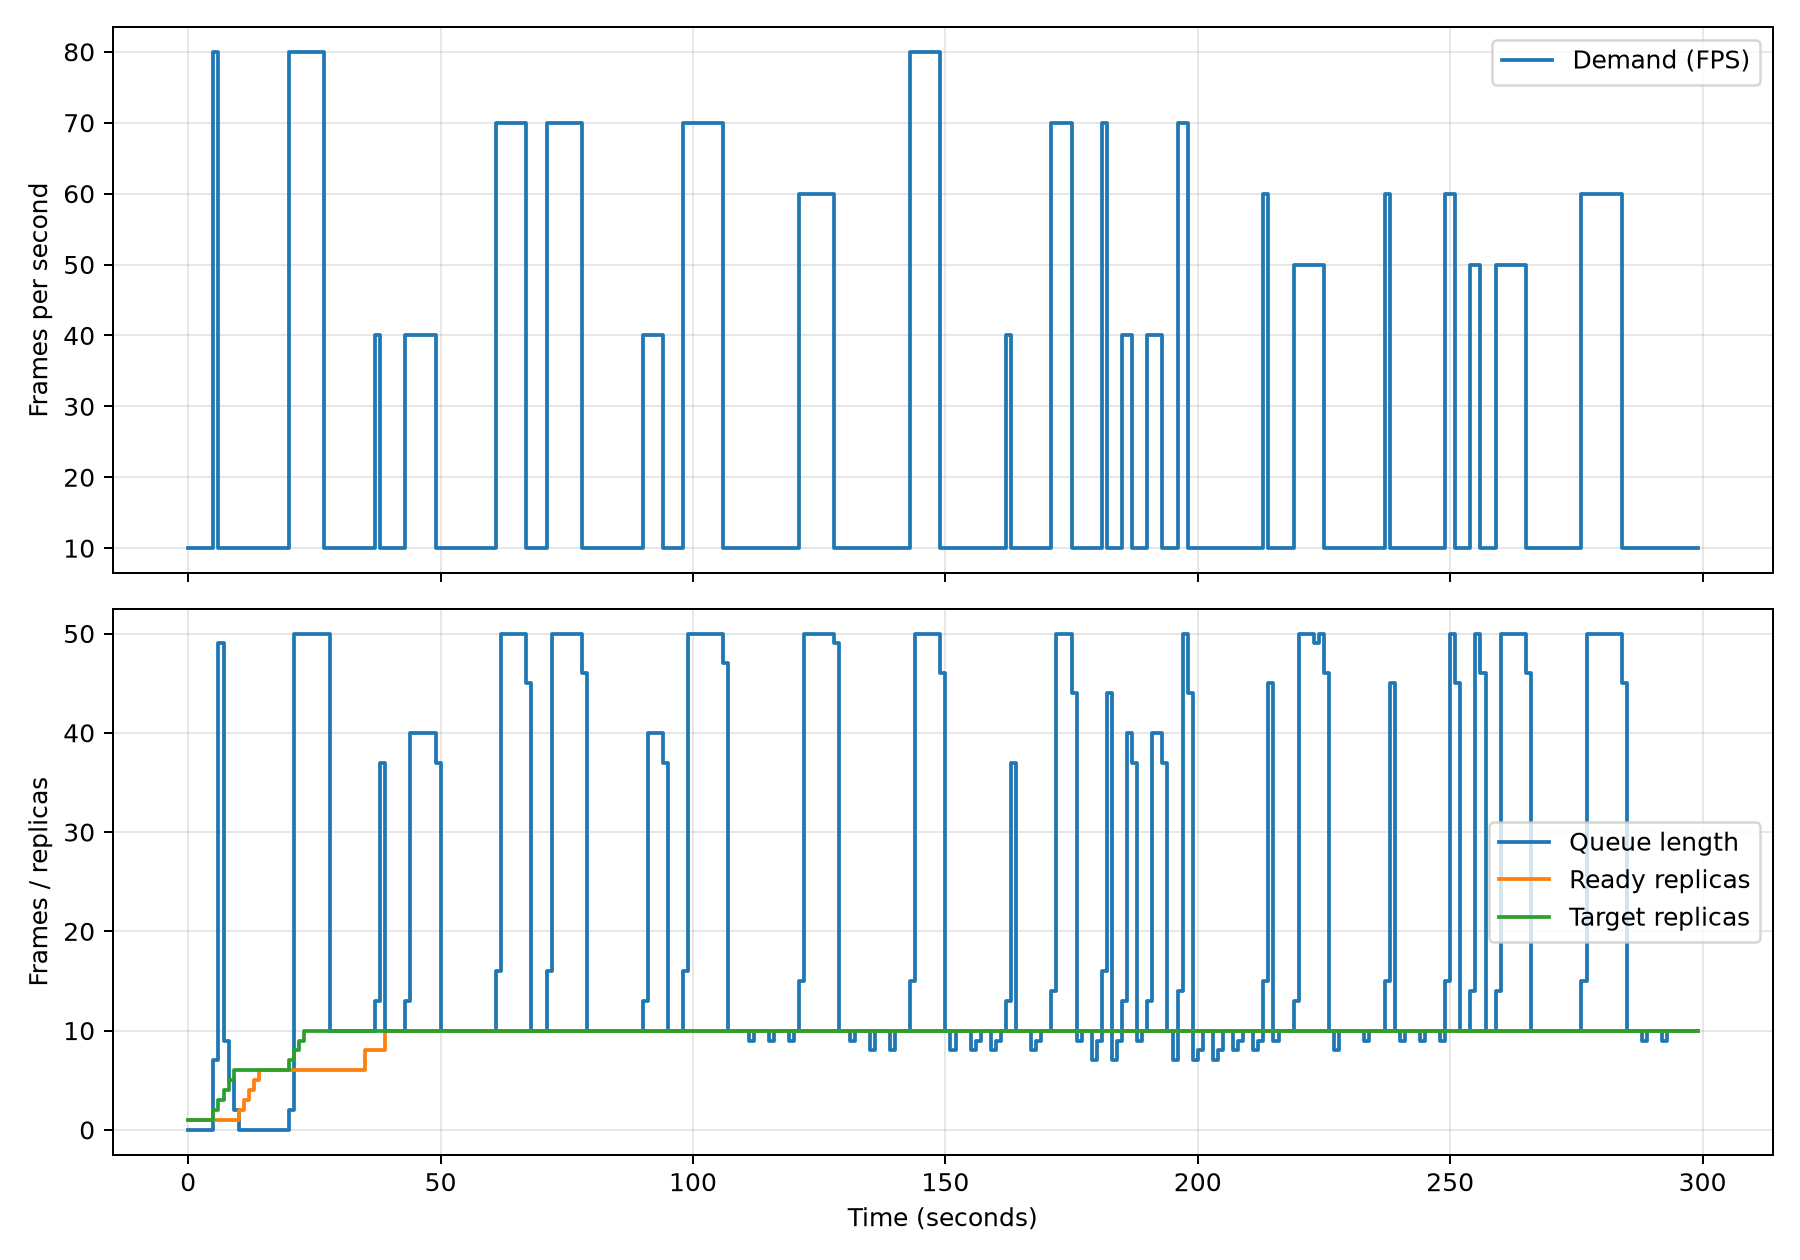 Demand (FPS)
Frames per second
80
70
60
50
40
30
20
10
Frames / replicas
50
40
30
20
10
0
Queue length
Ready replicas
Target replicas
0 50 100 150 200 250 300
Time (seconds)